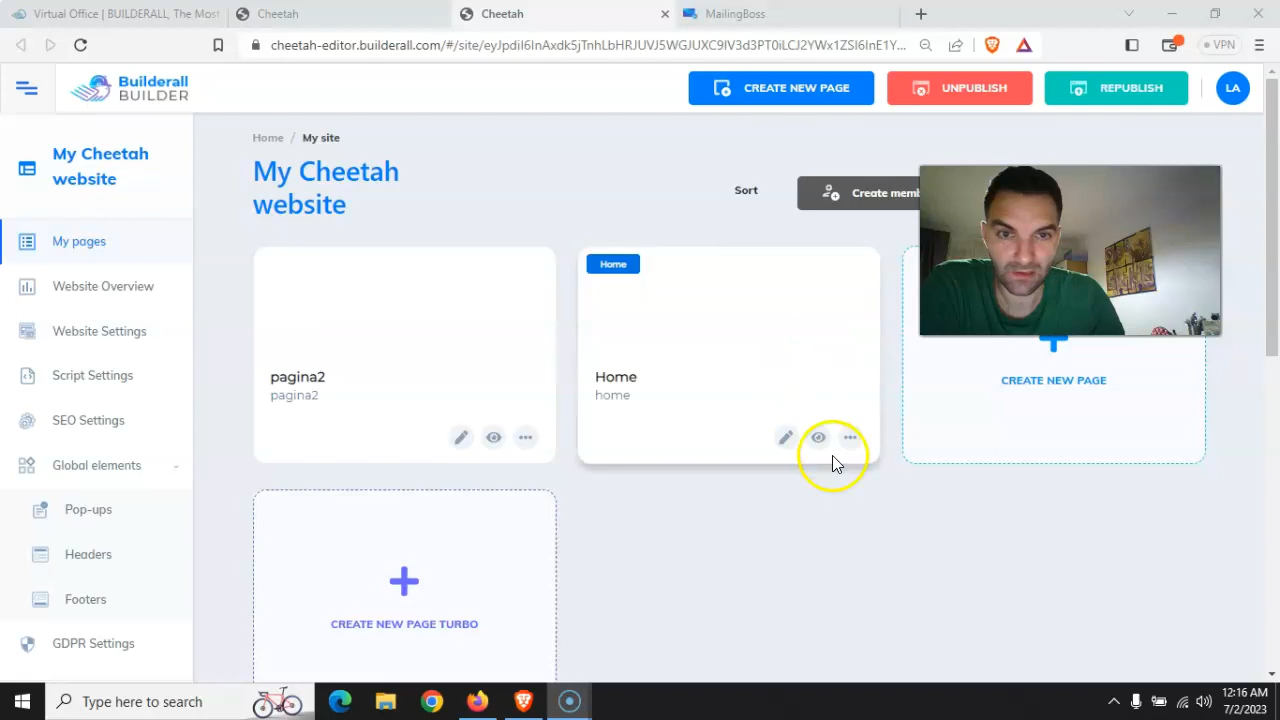 Virtual Office | BUILDERALL, The Most
Cheetah
Cheetah
MailingBoss
cheetah-editor.builderall.com/#/site/eyJpdiI6InAxdk5jTnhLbHRJUVJ5WGJUXC9IV3d3PT0iLCJ2YWx1ZSI6InE1Y...
VPN
Builderall
BUILDER
CREATE NEW PAGE
UNPUBLISH
REPUBLISH
LA
My Cheetah
website
Home / My site
My Cheetah
website
Sort
Create memb
My pages
Website Overview
Website Settings
Script Settings
SEO Settings
Global elements
Pop-ups
Headers
Footers
GDPR Settings
pagina2
pagina2
Home
Home
home
CREATE NEW PAGE
CREATE NEW PAGE TURBO
Type here to search
12:16 AM
7/2/2023